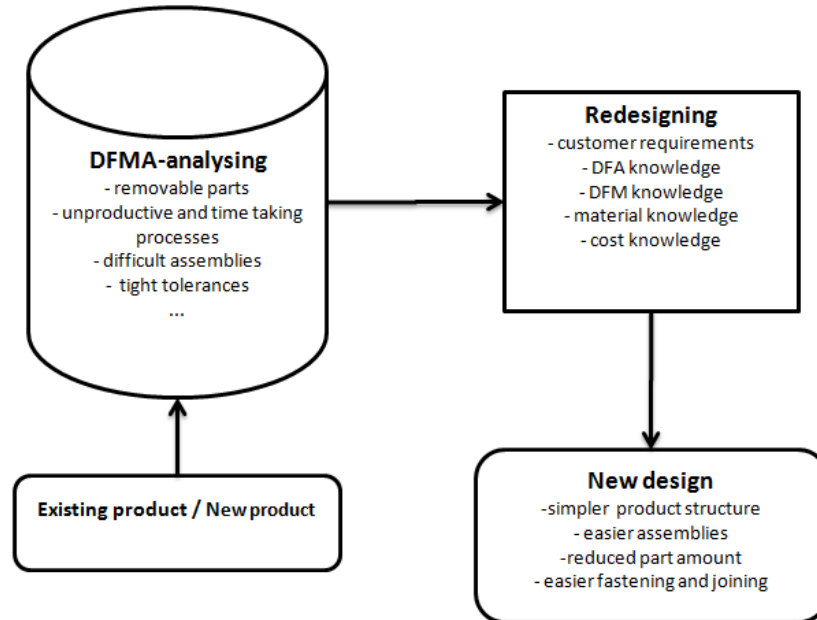 DFMA-analysing
- removable parts
- unproductive and time taking
processes
- difficult assemblies
- tight tolerances
...
Redesigning
- customer requirements
- DFA knowledge
- DFM knowledge
- material knowledge
- cost knowledge
Existing product / New product
New design
-simpler product structure
- easier assemblies
-reduced part amount
- easier fastening and joining